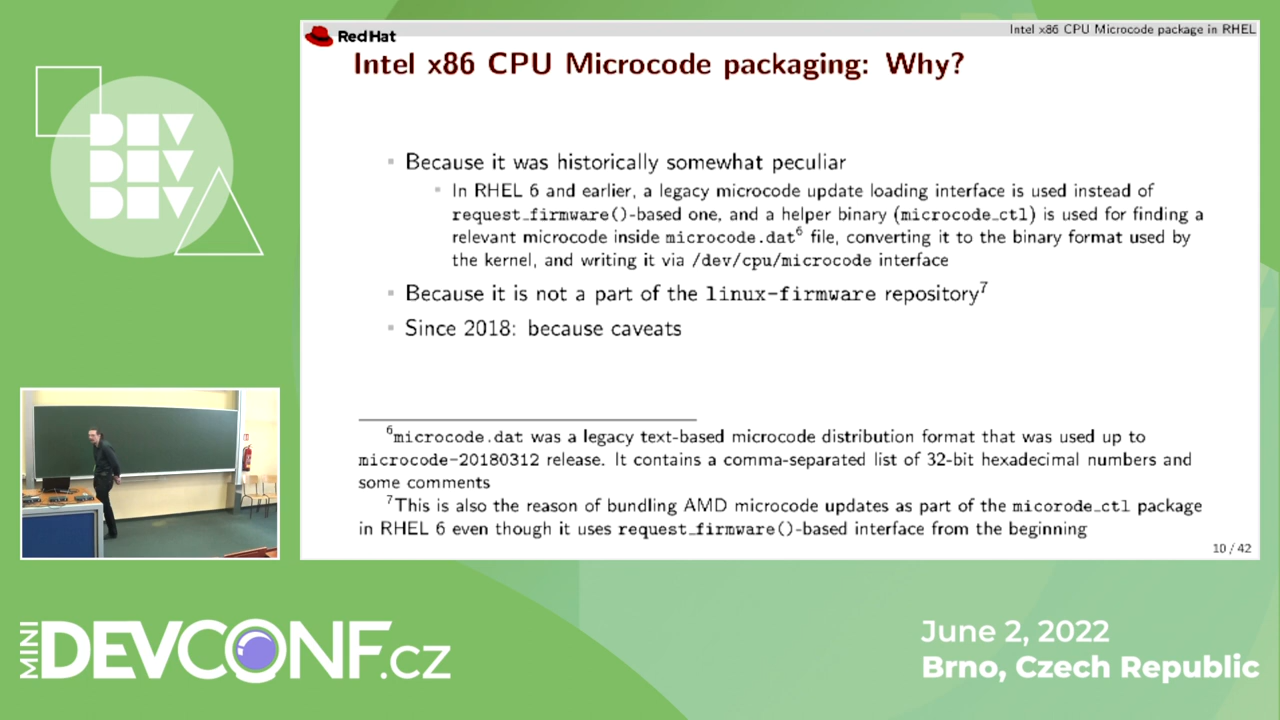 Red Hat
Intel x86 CPU Microcode package in RHEL
Intel x86 CPU Microcode packaging: Why?
Because it was historically somewhat peculiar
In RHEL 6 and earlier, a legacy microcode update loading interface is used instead of
request_firmware()-based one, and a helper binary (microcode_ctl) is used for finding a
relevant microcode inside microcode.dat⁶ file, converting it to the binary format used by
the kernel, and writing it via /dev/cpu/microcode interface
Because it is not a part of the linux-firmware repository⁷
Since 2018: because caveats
⁶microcode.dat was a legacy text-based microcode distribution format that was used up to
microcode-20180312 release. It contains a comma-separated list of 32-bit hexadecimal numbers and
some comments
⁷This is also the reason of bundling AMD microcode updates as part of the micorode_ctl package
in RHEL 6 even though it uses request_firmware()-based interface from the beginning
10 / 42
DEV
DEV
DEV
MINI
DEVCONF.CZ
June 2, 2022
Brno, Czech Republic